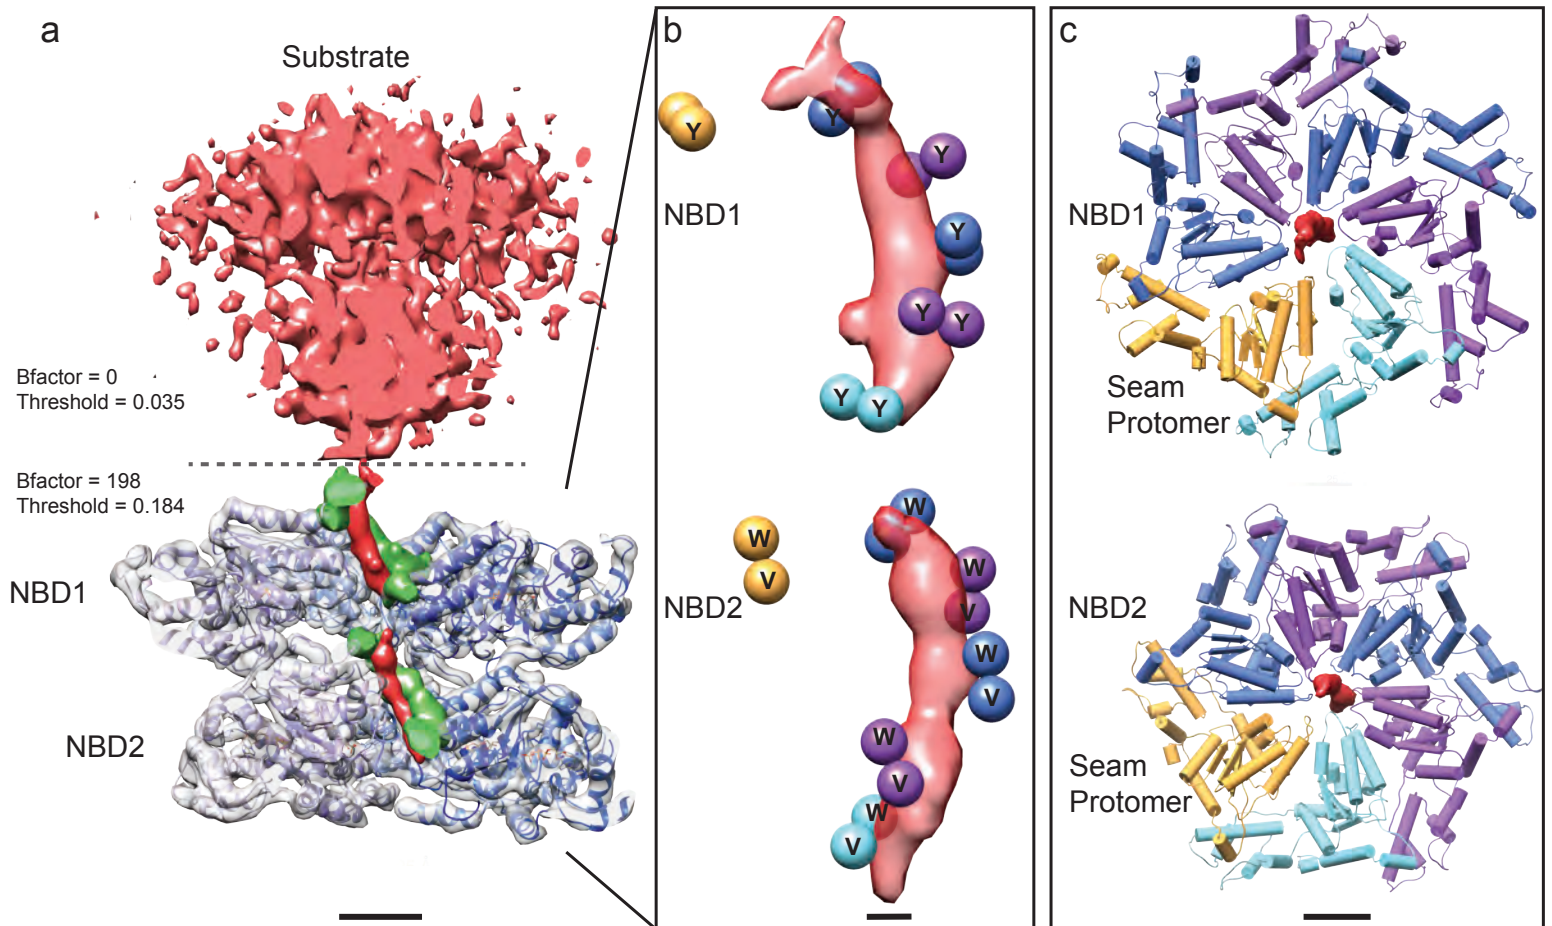 a
Substrate
Bfactor = 0
Threshold = 0.035
Bfactor = 198
Threshold = 0.184
NBD1
NBD2
b
Y
Y
Y
NBD1
Y
Y
Y
Y
Y
W
W
V
W
NBD2
V
W
V
W
V
W
V
c
NBD1
Seam
Protomer
NBD2
Seam
Protomer